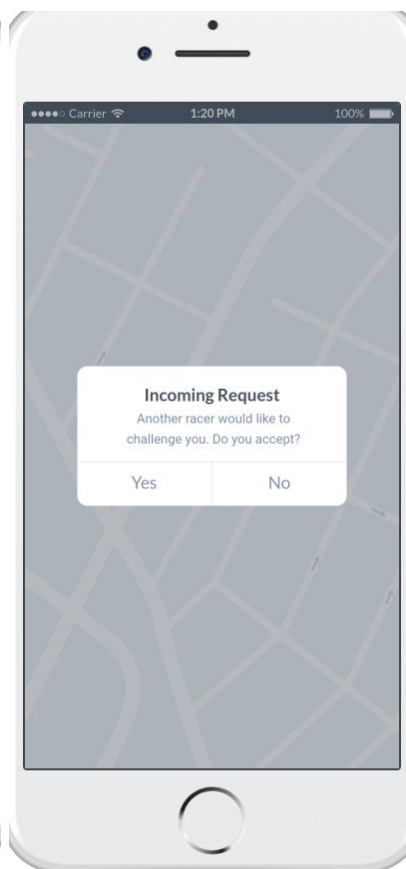 Carrier 1:20 PM 100%
Incoming Request
Another racer would like to
challenge you. Do you accept?
Yes No